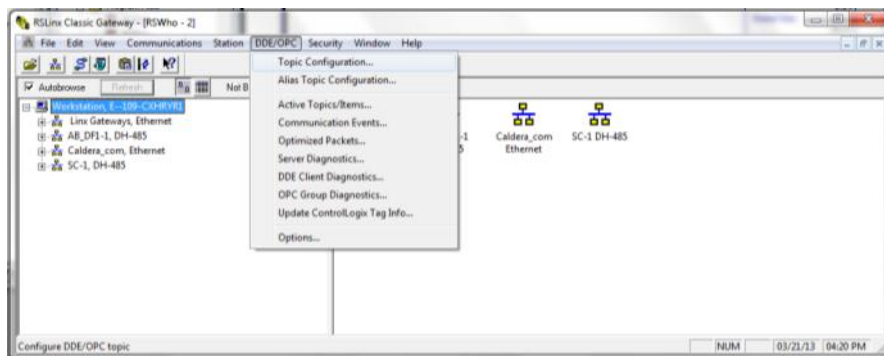 RSLinx Classic Gateway - [RSWho - 2]
File Edit View Communications Station DDE/OPC Security Window Help
Autobrowse Refresh Not B
Workstation,
Linx Gateways, Ethernet
AB_DF1-1, DH-485
Caldera_com, Ethernet
SC-1, DH-485
Topic Configuration...
Alias Topic Configuration...
Active Topics/Items...
Communication Events...
Optimized Packets...
Server Diagnostics...
DDE Client Diagnostics...
OPC Group Diagnostics...
Update ControlLogix Tag Info...
Options...
Caldera_com
Ethernet
SC-1 DH-485
Configure DDE/OPC topic
NUM 03/21/13 04:20 PM